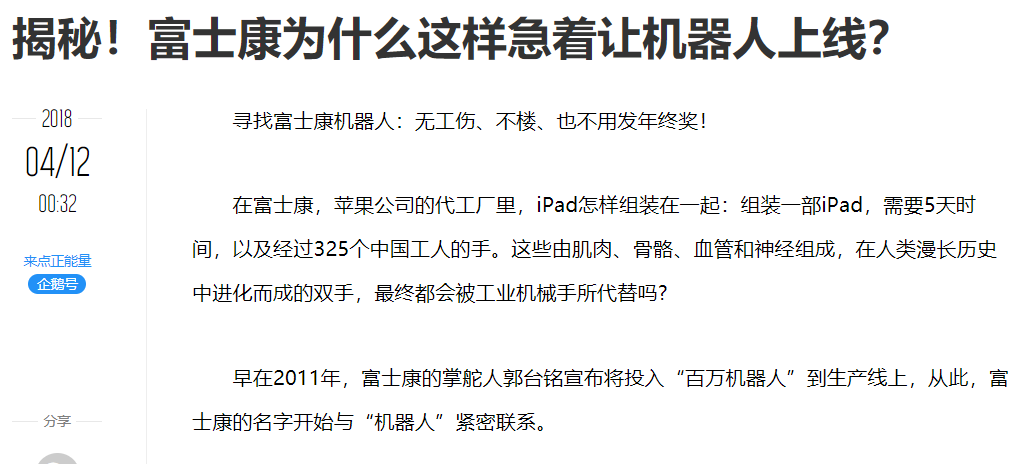 揭秘！富士康为什么这样急着让机器人上线？
2018
04/12
00:32
来点正能量
企鹅号
分享
寻找富士康机器人：无工伤、不楼、也不用发年终奖！
在富士康，苹果公司的代工厂里，iPad怎样组装在一起：组装一部iPad，需要5天时
间，以及经过325个中国工人的手。这些由肌肉、骨骼、血管和神经组成，在人类漫长历史
中进化而成的双手，最终都会被工业机械手所代替吗？
早在2011年，富士康的掌舵人郭台铭宣布将投入“百万机器人”到生产线上，从此，富
士康的名字开始与“机器人”紧密联系。